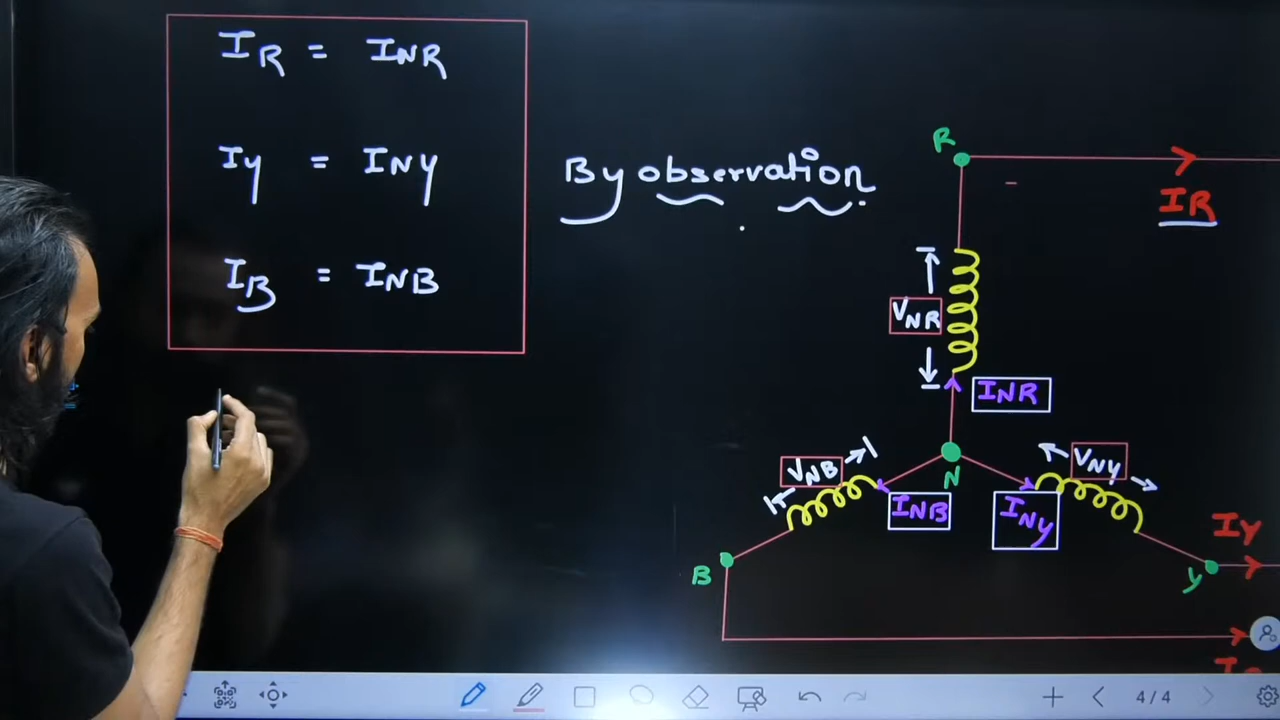 IR = INR
IY = INY
IB = INB
By observation
R
IR
VNR
INR
VNB
VNY
N
INB
INY
IY
B
Y
4/4